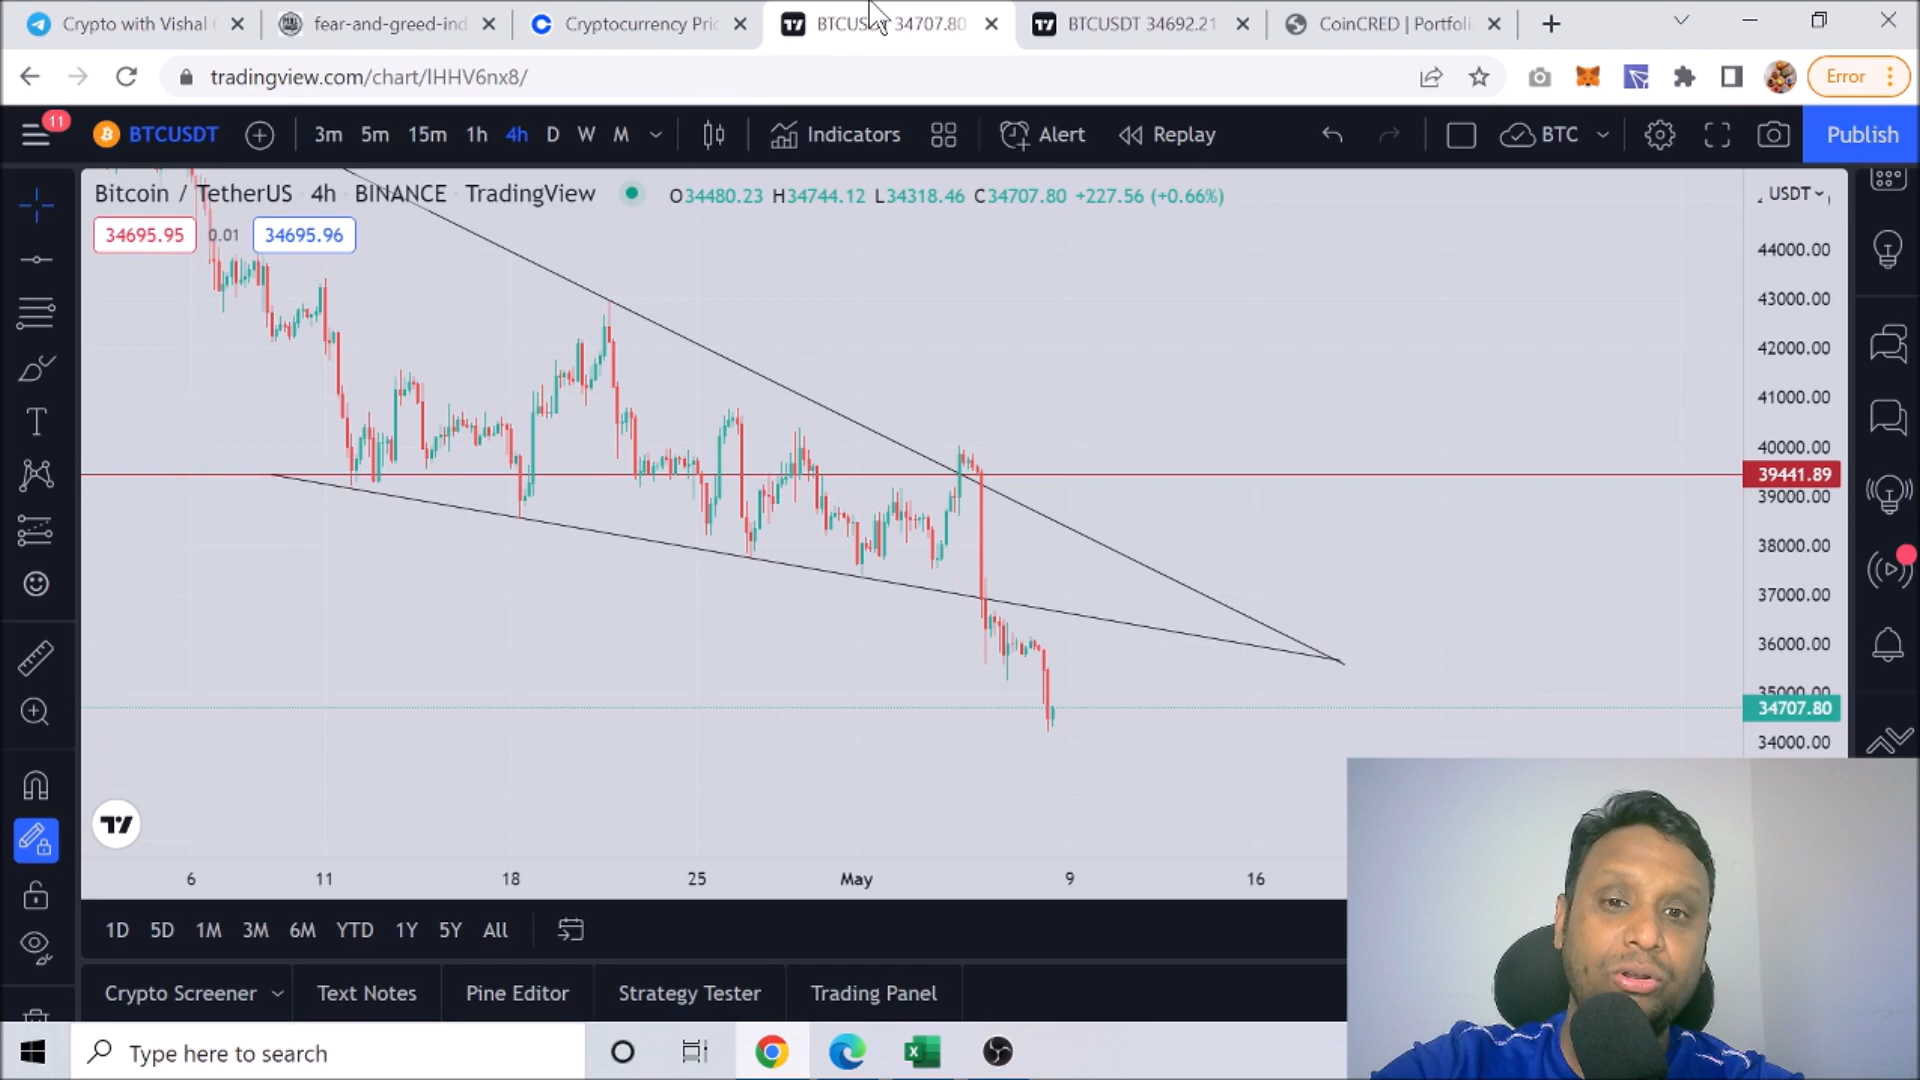 Crypto with Vishal
fear-and-greed-ind
Cryptocurrency Pric
BTCUSDT 34707.80
BTCUSDT 34692.21
CoinCRED | Portfoli
tradingview.com/chart/lHHV6nx8/
Error
11
BTCUSDT
3m 5m 15m 1h 4h D W M
Indicators
Alert
Replay
BTC
Publish
Bitcoin / TetherUS 4h BINANCE TradingView
O34480.23 H34744.12 L34318.46 C34707.80 +227.56 (+0.66%)
USDT
34695.95 0.01 34695.96
44000.00
43000.00
42000.00
41000.00
40000.00
39441.89
39000.00
38000.00
37000.00
36000.00
35000.00
34707.80
34000.00
6 11 18 25 May 9 16
1D 5D 1M 3M 6M YTD 1Y 5Y All
Crypto Screener Text Notes Pine Editor Strategy Tester Trading Panel
Type here to search